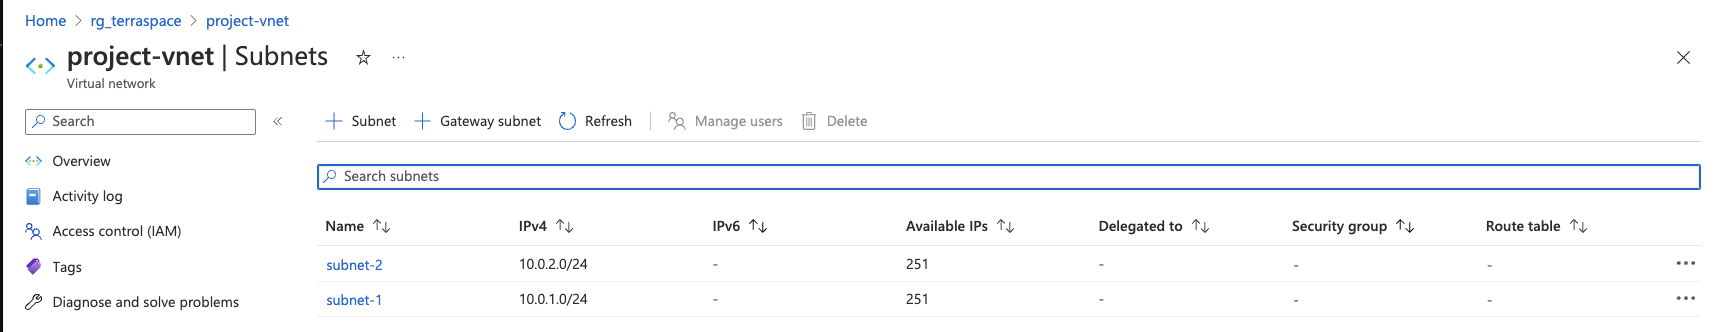 Home > rg_terraspace > project-vnet
project-vnet | Subnets ☆ ...
Virtual network
Search «
+ Subnet + Gateway subnet Refresh | Manage users Delete
Overview
Activity log
Access control (IAM)
Tags
Diagnose and solve problems
Search subnets
Name ↑↓ IPv4 ↑↓ IPv6 ↑↓ Available IPs ↑↓ Delegated to ↑↓ Security group ↑↓ Route table ↑↓
subnet-2 10.0.2.0/24 - 251 - - - ...
subnet-1 10.0.1.0/24 - 251 - - - ...